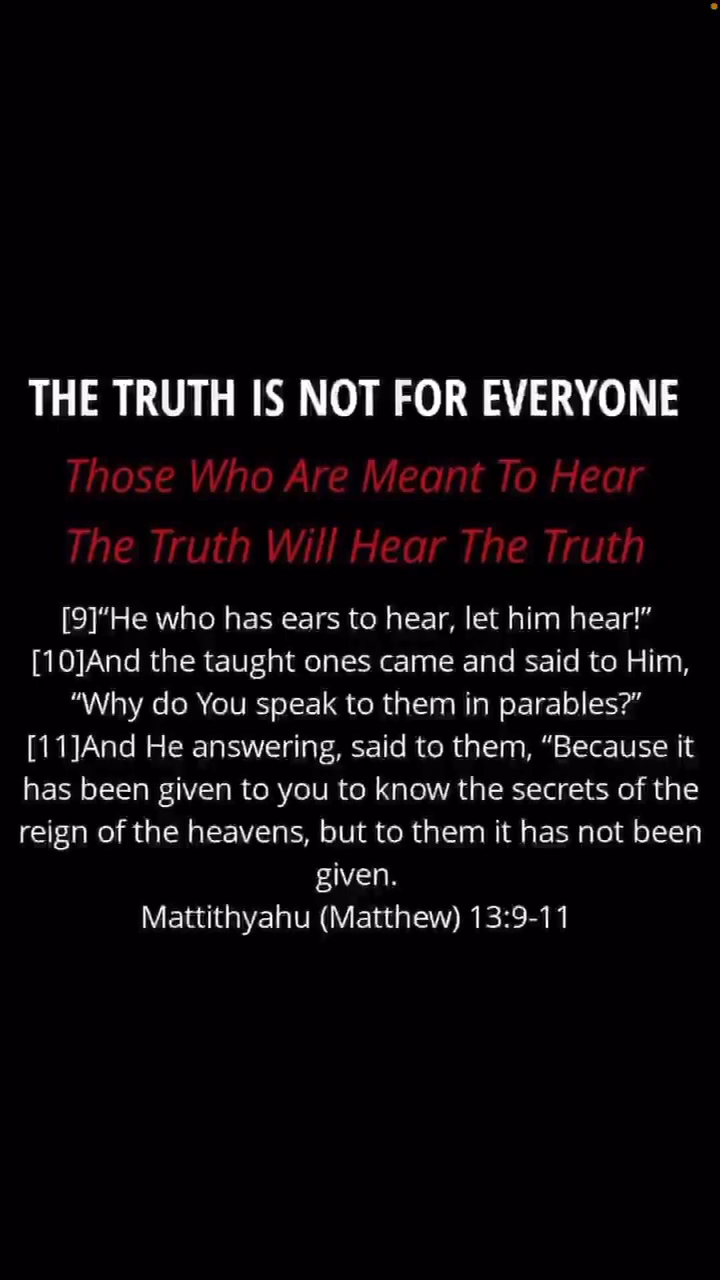 THE TRUTH IS NOT FOR EVERYONE
Those Who Are Meant To Hear
The Truth Will Hear The Truth
[9]“He who has ears to hear, let him hear!”
[10]And the taught ones came and said to Him,
“Why do You speak to them in parables?”
[11]And He answering, said to them, “Because it
has been given to you to know the secrets of the
reign of the heavens, but to them it has not been
given.
Mattithyahu (Matthew) 13:9-11